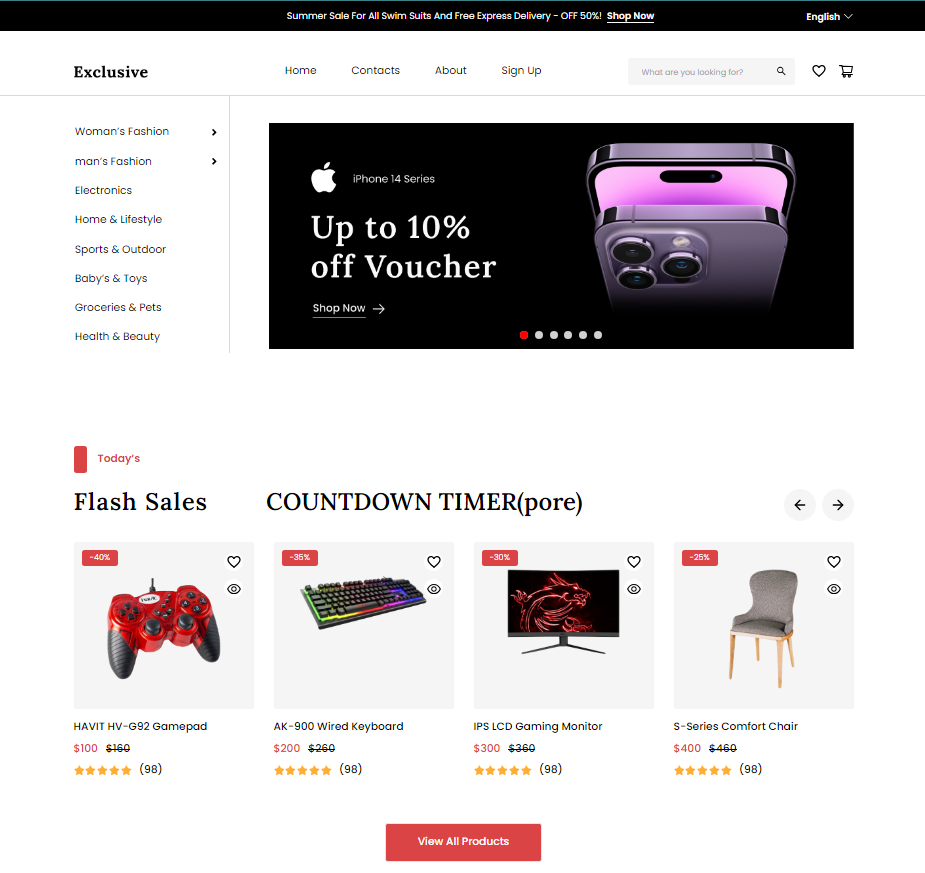 Summer Sale For All Swim Suits And Free Express Delivery - OFF 50%! Shop Now
English
Exclusive
Home
Contacts
About
Sign Up
What are you looking for?
Woman's Fashion
man's Fashion
Electronics
Home & Lifestyle
Sports & Outdoor
Baby's & Toys
Groceries & Pets
Health & Beauty
iPhone 14 Series
Up to 10%
off Voucher
Shop Now
Today's
Flash Sales
COUNTDOWN TIMER(pore)
-40%
HAVIT HV-G92 Gamepad
$100 $160
(98)
-35%
AK-900 Wired Keyboard
$200 $260
(98)
-30%
IPS LCD Gaming Monitor
$300 $360
(98)
-25%
S-Series Comfort Chair
$400 $460
(98)
View All Products